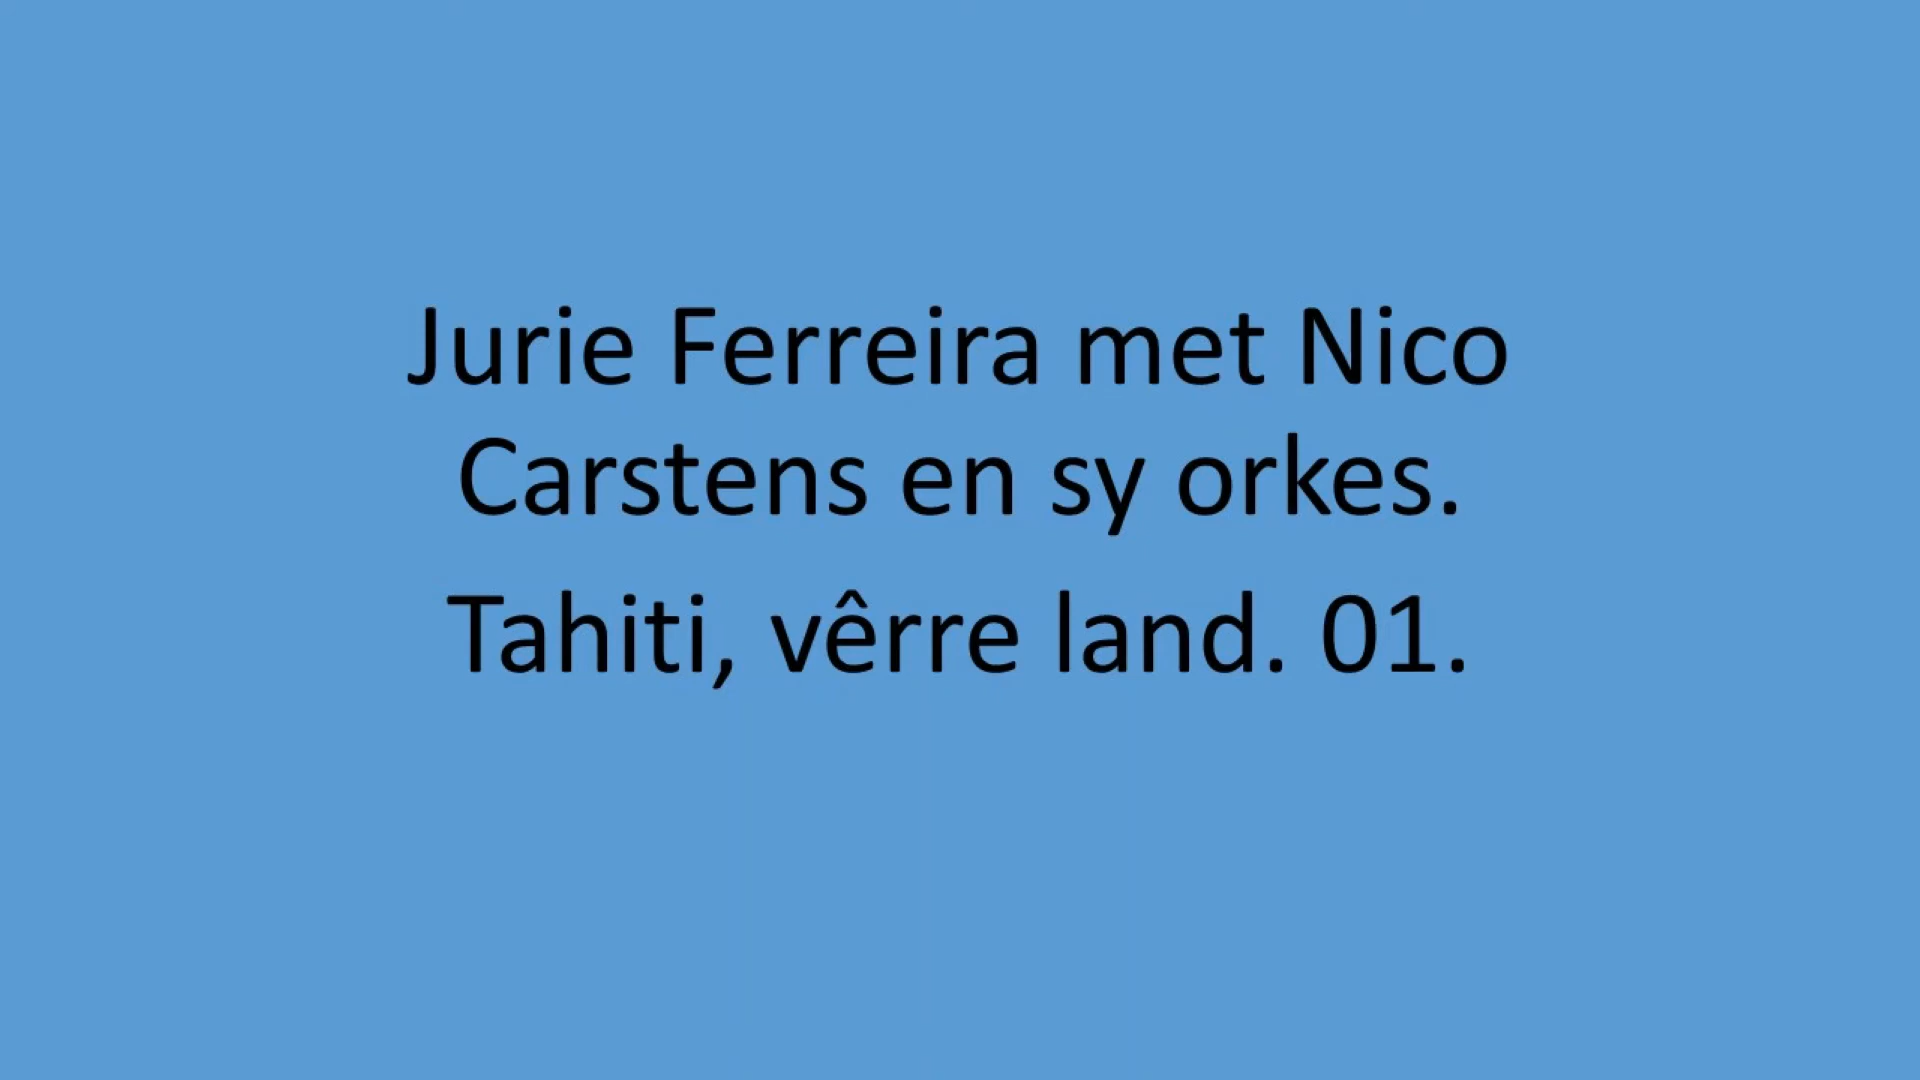 Jurie Ferreira met Nico
Carstens en sy orkes.
Tahiti, vêrre land. 01.